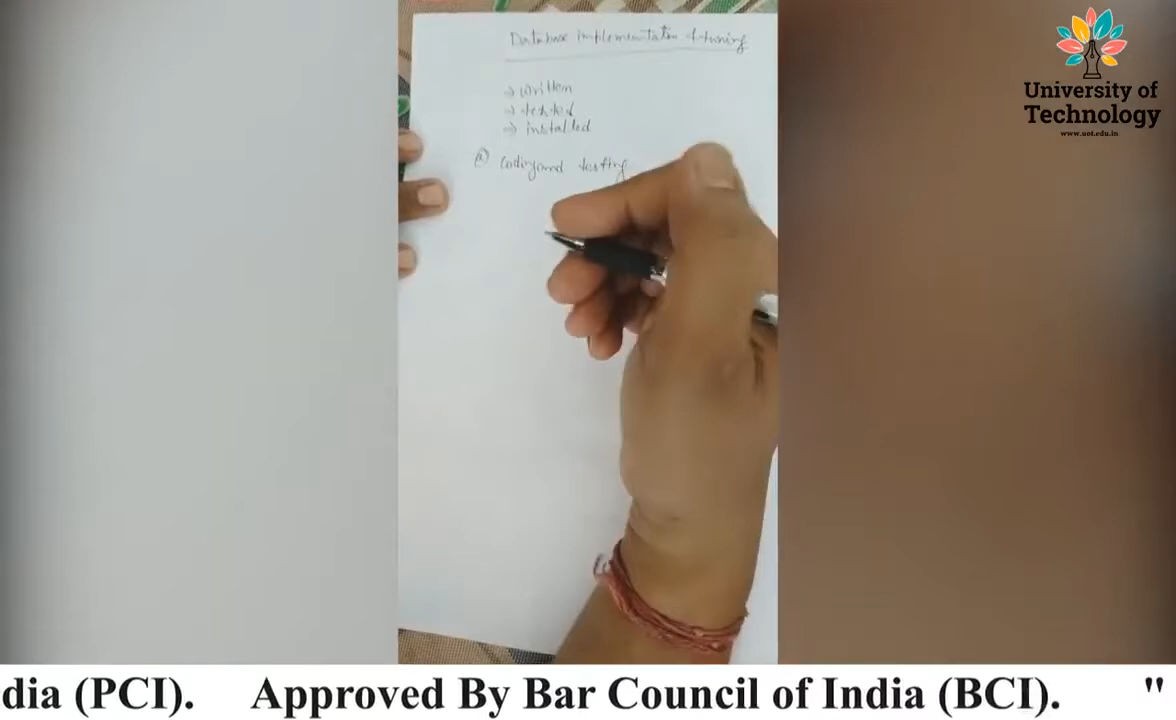 Database implementation & tuning
→ written
→ tested
⇒ installed
@ Coding and testing
University of
Technology
www.uot.edu.in
dia (PCI). Approved By Bar Council of India (BCI). "